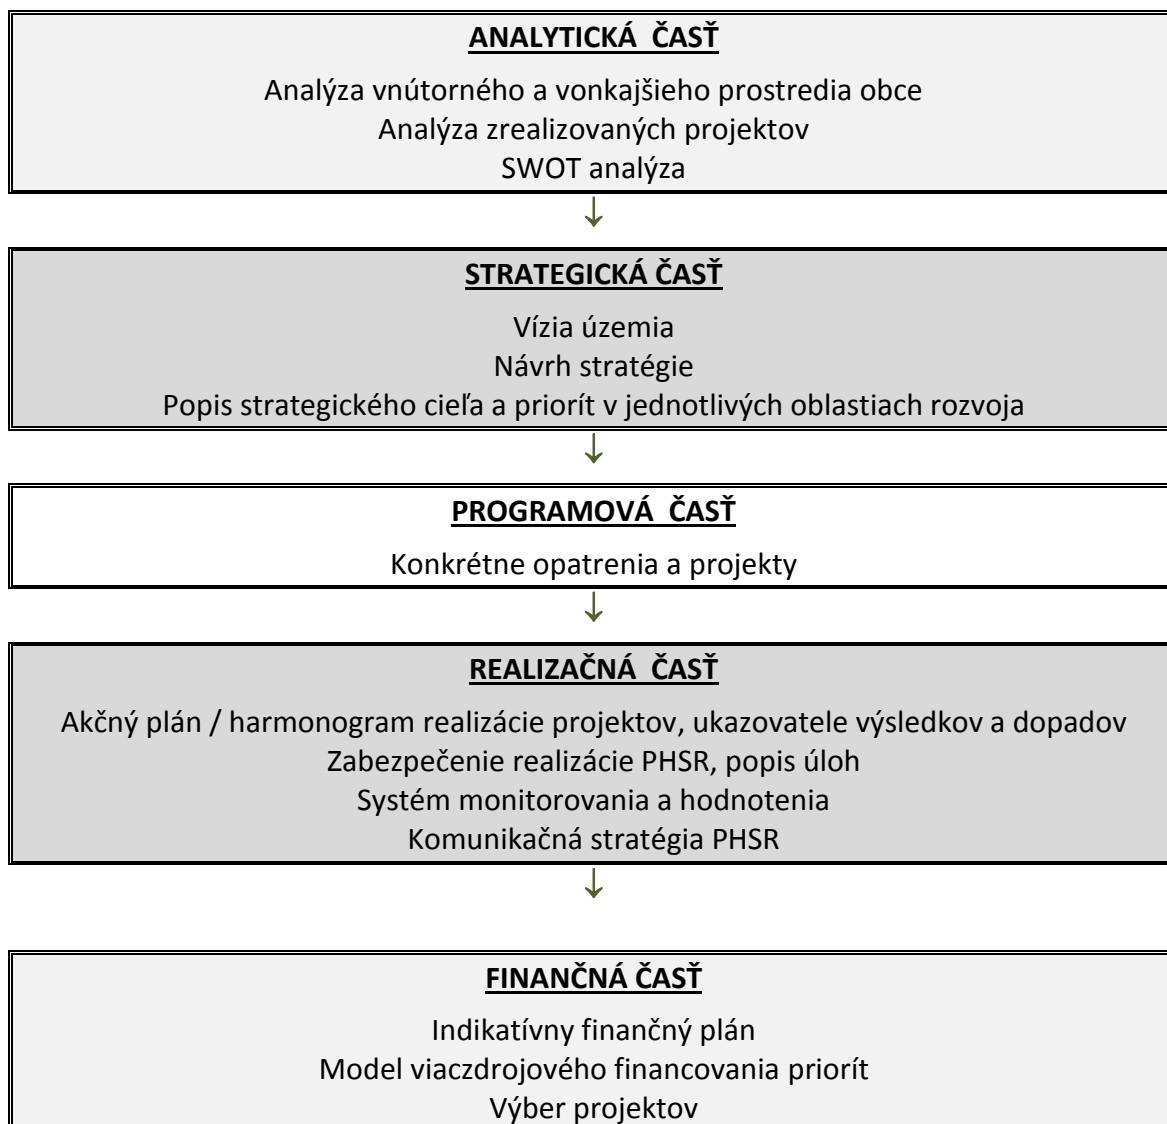 ANALYTICKÁ ČASŤ
Analýza vnútorného a vonkajšieho prostredia obce
Analýza zrealizovaných projektov
SWOT analýza
↓
STRATEGICKÁ ČASŤ
Vízia územia
Návrh stratégie
Popis strategického cieľa a priorít v jednotlivých oblastiach rozvoja
↓
PROGRAMOVÁ ČASŤ
Konkrétne opatrenia a projekty
↓
REALIZAČNÁ ČASŤ
Akčný plán / harmonogram realizácie projektov, ukazovatele výsledkov a dopadov
Zabezpečenie realizácie PHSR, popis úloh
Systém monitorovania a hodnotenia
Komunikačná stratégia PHSR
↓
FINANČNÁ ČASŤ
Indikatívny finančný plán
Model viaczdrojového financovania priorít
Výber projektov